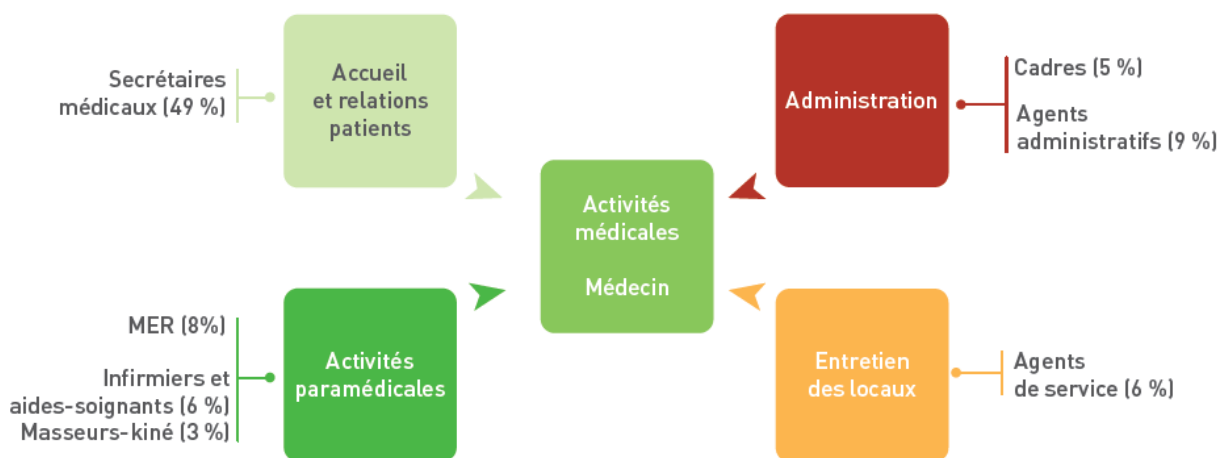 Secrétaires
médicaux (49 %)
Accueil
et relations
patients
Administration
Cadres (5 %)
Agents
administratifs (9 %)
Activités
médicales
Médecin
MER (8%)
Infirmiers et
aides-soignants (6 %)
Masseurs-kiné (3 %)
Activités
paramédicales
Entretien
des locaux
Agents
de service (6 %)